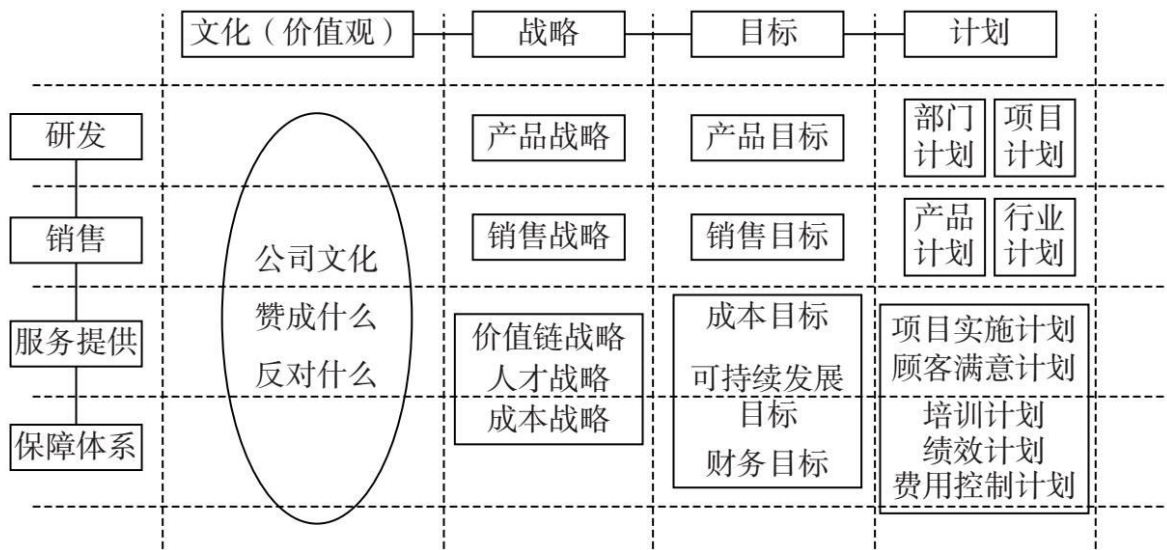 文化（价值观）
战略
目标
计划
研发
产品战略
产品目标
部门
计划
项目
计划
销售
销售战略
销售目标
产品
计划
行业
计划
公司文化
赞成什么
反对什么
服务提供
价值链战略
人才战略
成本战略
成本目标
可持续发展
目标
财务目标
项目实施计划
顾客满意计划
培训计划
绩效计划
费用控制计划
保障体系